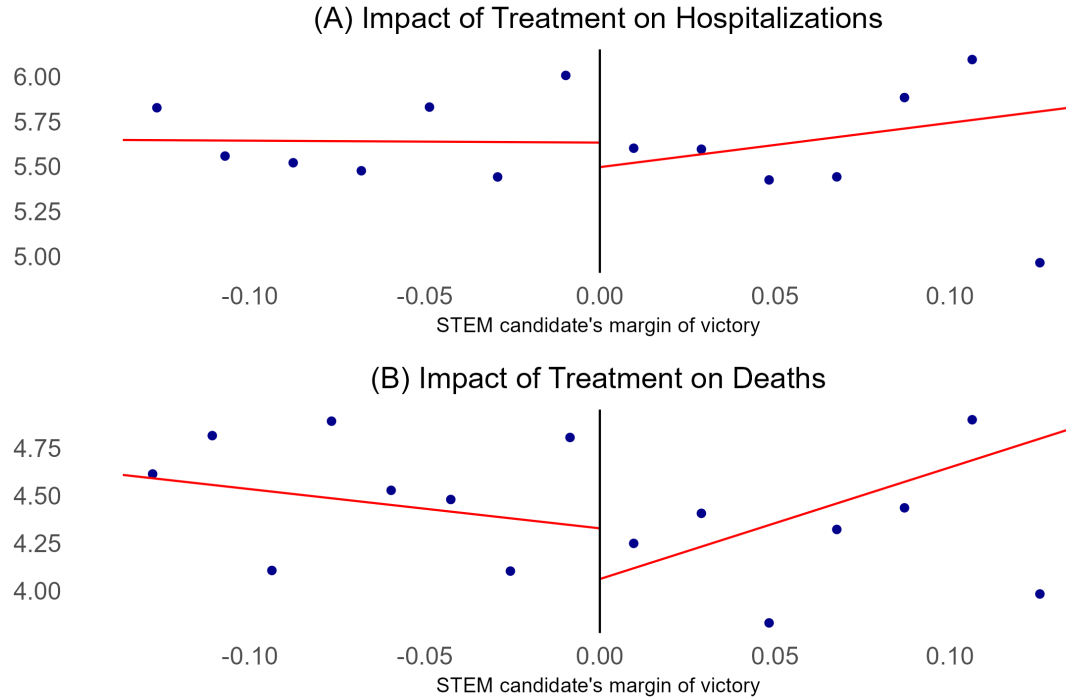 (A) Impact of Treatment on Hospitalizations
6.00
5.75
5.50
5.25
5.00
-0.10 -0.05 0.00 0.05 0.10
STEM candidate's margin of victory
(B) Impact of Treatment on Deaths
4.75
4.50
4.25
4.00
-0.10 -0.05 0.00 0.05 0.10
STEM candidate's margin of victory